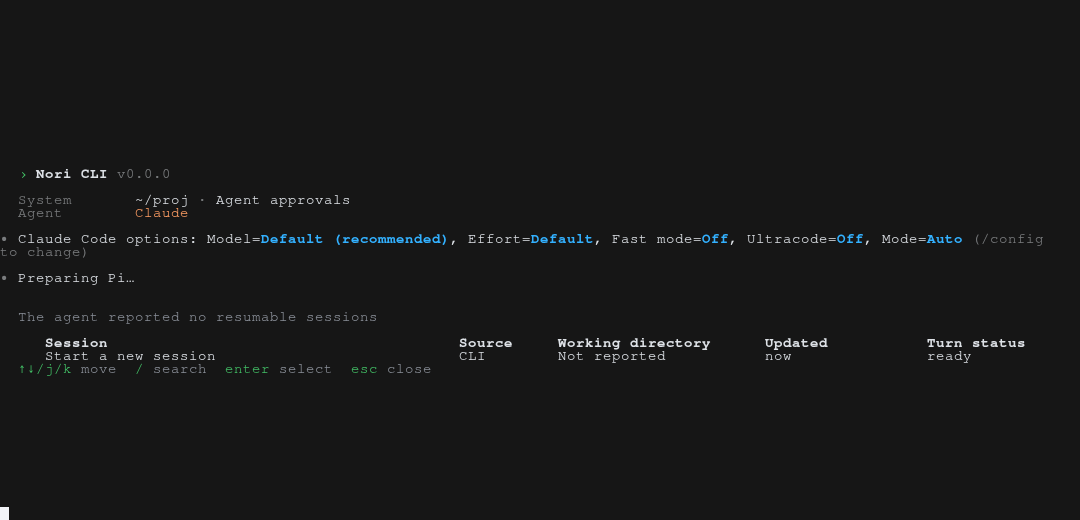 › Nori CLI v0.0.0
System ~/proj · Agent approvals
Agent Claude
• Claude Code options: Model=Default (recommended), Effort=Default, Fast mode=Off, Ultracode=Off, Mode=Auto (/config
to change)
• Preparing Pi…
The agent reported no resumable sessions
Session Source Working directory Updated Turn status
Start a new session CLI Not reported now ready
↑↓/j/k move / search enter select esc close